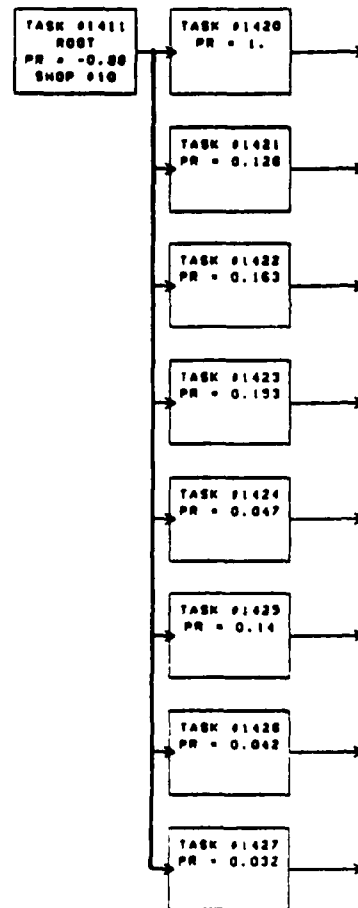 TASK #1411
ROOT
PR = -0.88
SHOP #10
TASK #1420
PR = 1.
TASK #1421
PR = 0.128
TASK #1422
PR = 0.163
TASK #1423
PR = 0.193
TASK #1424
PR = 0.047
TASK #1425
PR = 0.14
TASK #1426
PR = 0.042
TASK #1427
PR = 0.032